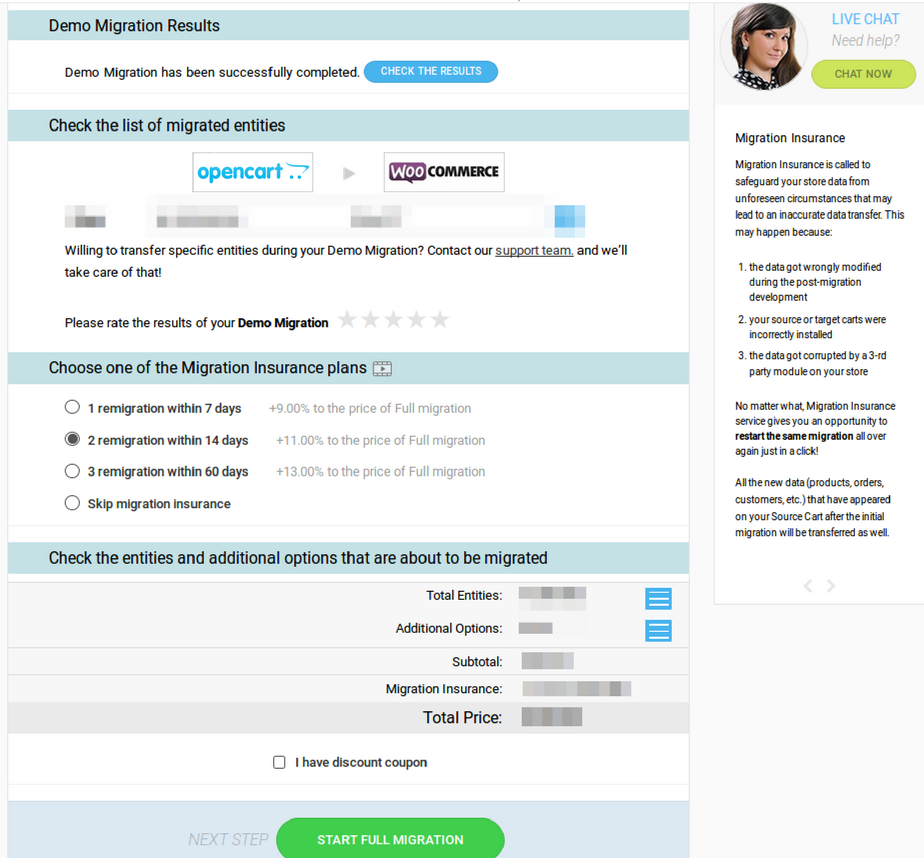 Demo Migration Results
Demo Migration has been successfully completed. CHECK THE RESULTS
Check the list of migrated entities
opencart
WOO COMMERCE
Willing to transfer specific entities during your Demo Migration? Contact our support team. and we'll
take care of that!
Please rate the results of your Demo Migration
Choose one of the Migration Insurance plans
1 remigration within 7 days +9.00% to the price of Full migration
2 remigration within 14 days +11.00% to the price of Full migration
3 remigration within 60 days +13.00% to the price of Full migration
Skip migration insurance
Check the entities and additional options that are about to be migrated
Total Entities:
Additional Options:
Subtotal:
Migration Insurance:
Total Price:
I have discount coupon
NEXT STEP START FULL MIGRATION
LIVE CHAT
Need help?
CHAT NOW
Migration Insurance
Migration Insurance is called to
safeguard your store data from
unforeseen circumstances that may
lead to an inaccurate data transfer. This
may happen because:
1. the data got wrongly modified
during the post-migration
development
2. your source or target carts were
incorrectly installed
3. the data got corrupted by a 3-rd
party module on your store
No matter what, Migration Insurance
service gives you an opportunity to
restart the same migration all over
again just in a click!
All the new data (products, orders,
customers, etc.) that have appeared
on your Source Cart after the initial
migration will be transferred as well.